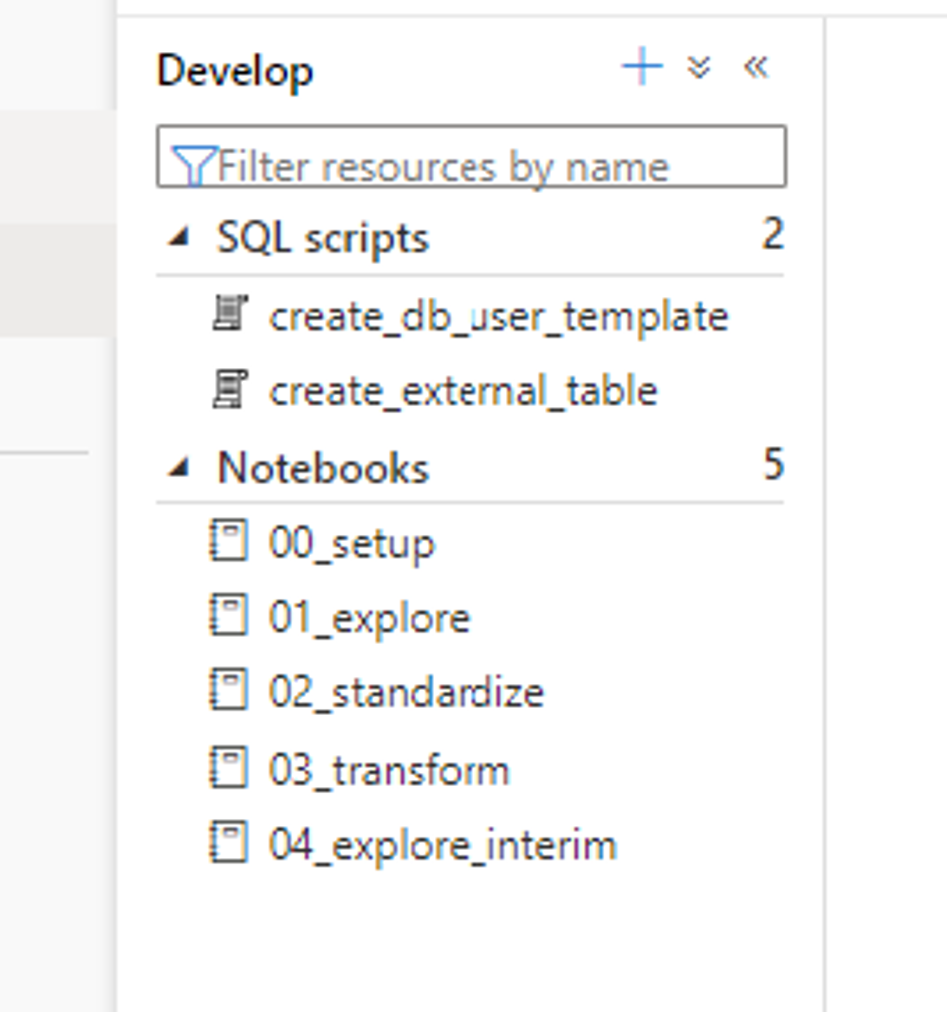 Develop
Filter resources by name
SQL scripts 2
create_db_user_template
create_external_table
Notebooks 5
00_setup
01_explore
02_standardize
03_transform
04_explore_interim